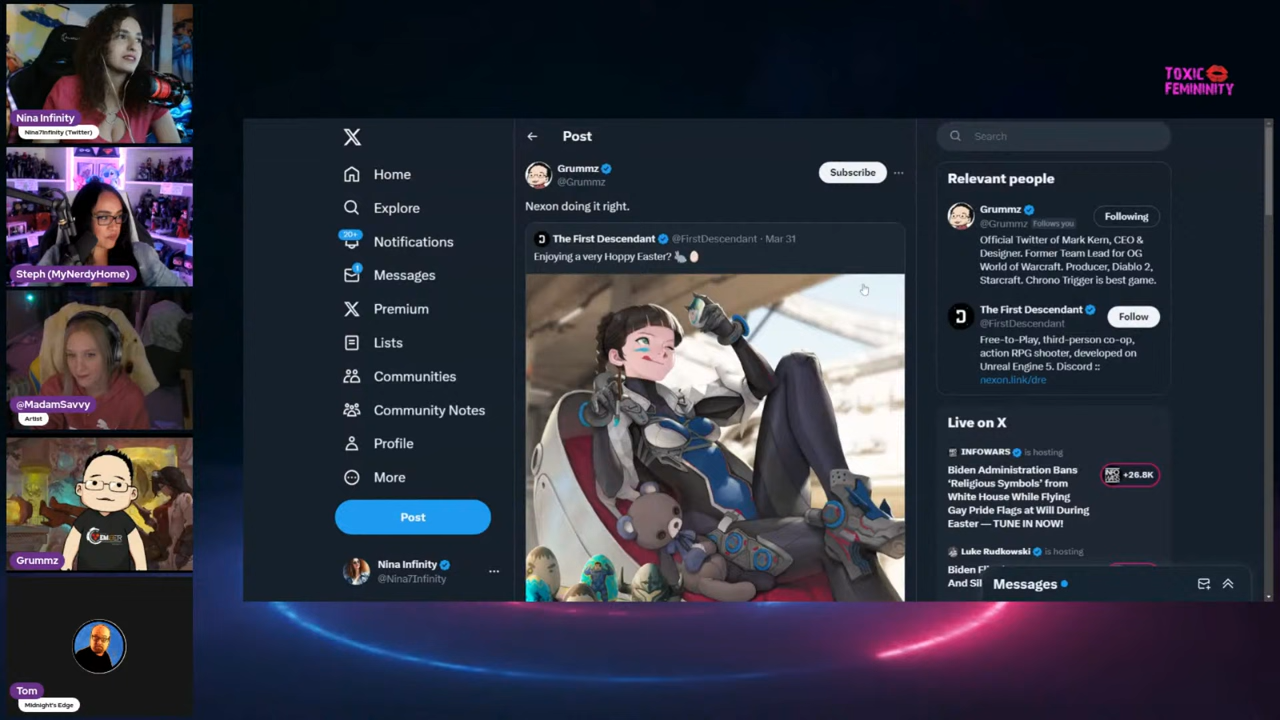 Nina Infinity
Nina7Infinity (Twitter)
Steph (MyNerdyHome)
@MadamSavvy
Artist
Grummz
EMBER
Tom
Midnight's Edge
TOXIC
FEMININITY
Home
Explore
20+
Notifications
1
Messages
Premium
Lists
Communities
Community Notes
Profile
More
Post
Nina Infinity
@Nina7Infinity
Post
Grummz
@Grummz
Subscribe
Nexon doing it right.
The First Descendant @FirstDescendant · Mar 31
Enjoying a very Hoppy Easter? 🐇🥚
Search
Relevant people
Grummz
@Grummz Follows you
Following
Official Twitter of Mark Kern, CEO &
Designer. Former Team Lead for OG
World of Warcraft. Producer, Diablo 2,
Starcraft. Chrono Trigger is best game.
The First Descendant
@FirstDescendant
Follow
Free-to-Play, third-person co-op,
action RPG shooter, developed on
Unreal Engine 5. Discord ::
nexon.link/dre
Live on X
INFOWARS is hosting
Biden Administration Bans
'Religious Symbols' from
White House While Flying
Gay Pride Flags at Will During
Easter — TUNE IN NOW!
+26.8K
Luke Rudkowski is hosting
And Sil
Messages